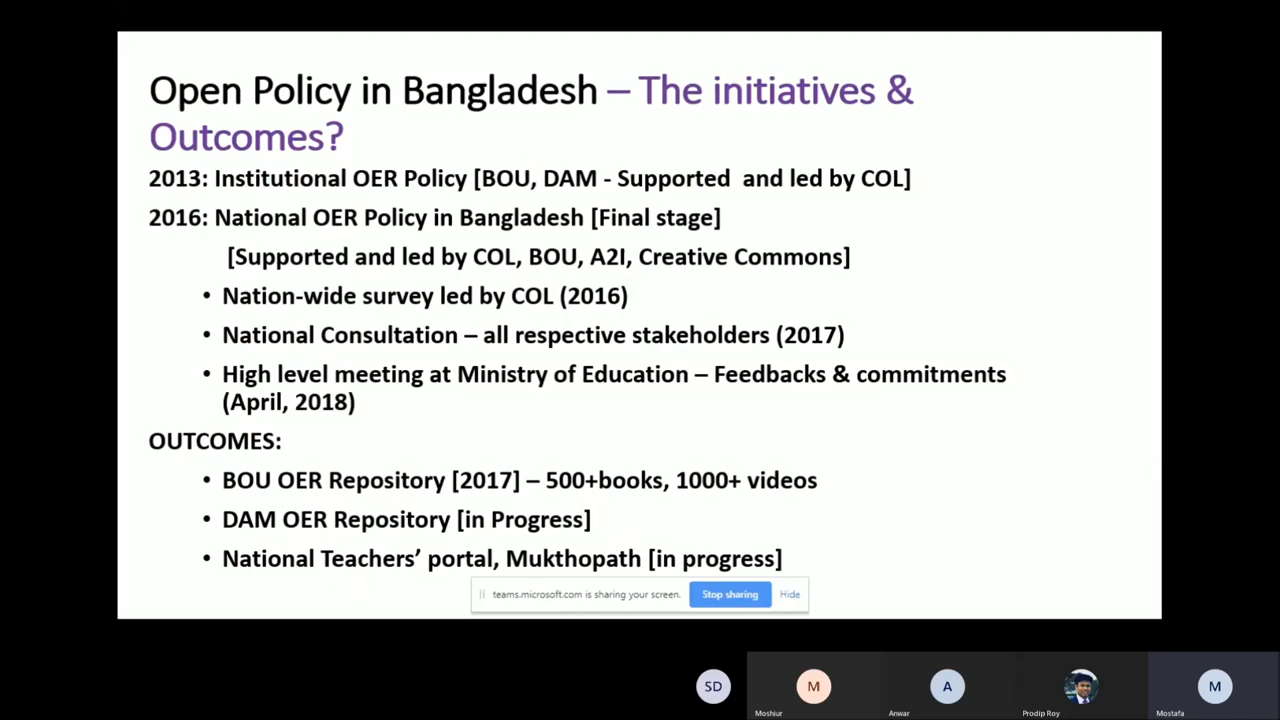 Open Policy in Bangladesh – The initiatives &
Outcomes?
2013: Institutional OER Policy [BOU, DAM - Supported and led by COL]
2016: National OER Policy in Bangladesh [Final stage]
[Supported and led by COL, BOU, A2I, Creative Commons]
• Nation-wide survey led by COL (2016)
• National Consultation – all respective stakeholders (2017)
• High level meeting at Ministry of Education – Feedbacks & commitments
(April, 2018)
OUTCOMES:
• BOU OER Repository [2017] – 500+books, 1000+ videos
• DAM OER Repository [in Progress]
• National Teachers’ portal, Mukthopath [in progress]
teams.microsoft.com is sharing your screen. Stop sharing Hide
SD M A M
Moshiur Anwar Prodip Roy Mostafa